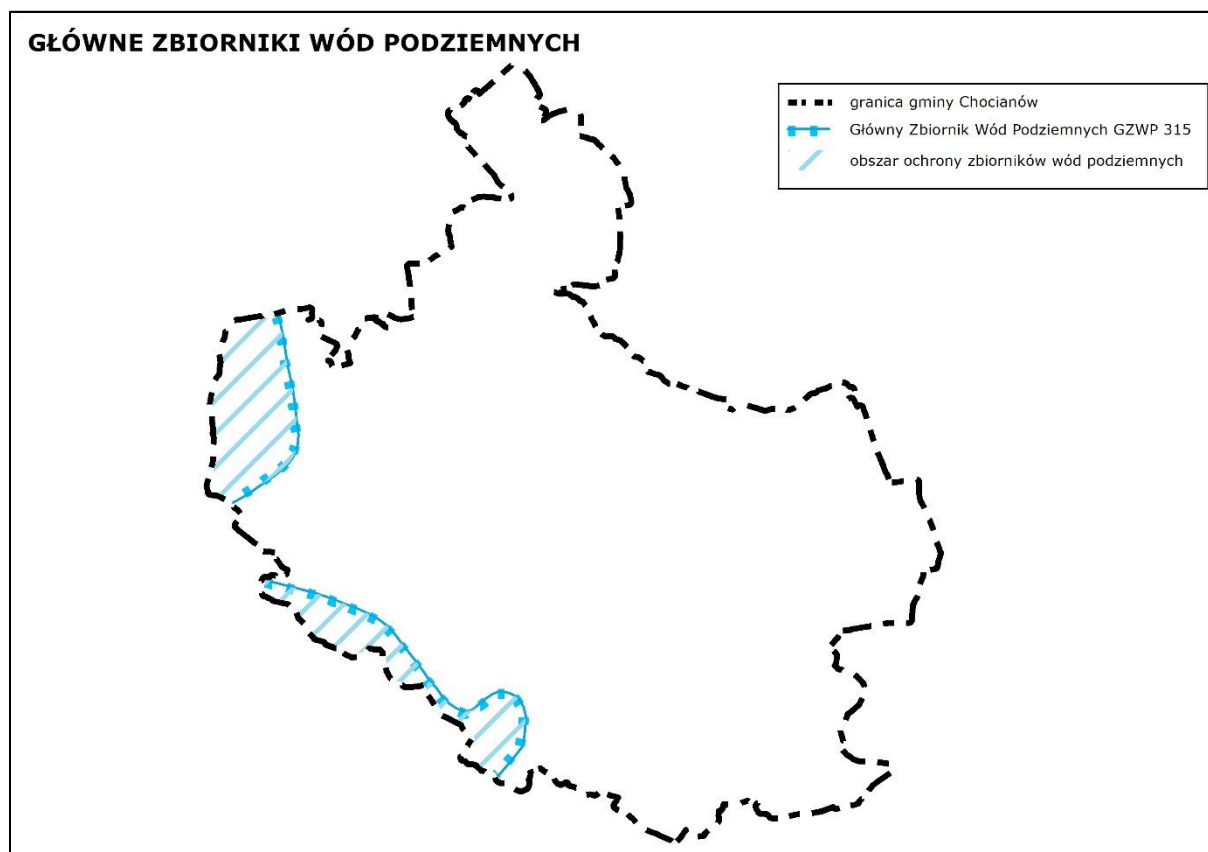 GŁÓWNE ZBIORNIKI WÓD PODZIEMNYCH
granica gminy Chocianów
Główny Zbiornik Wód Podziemnych GZWP 315
obszar ochrony zbiorników wód podziemnych